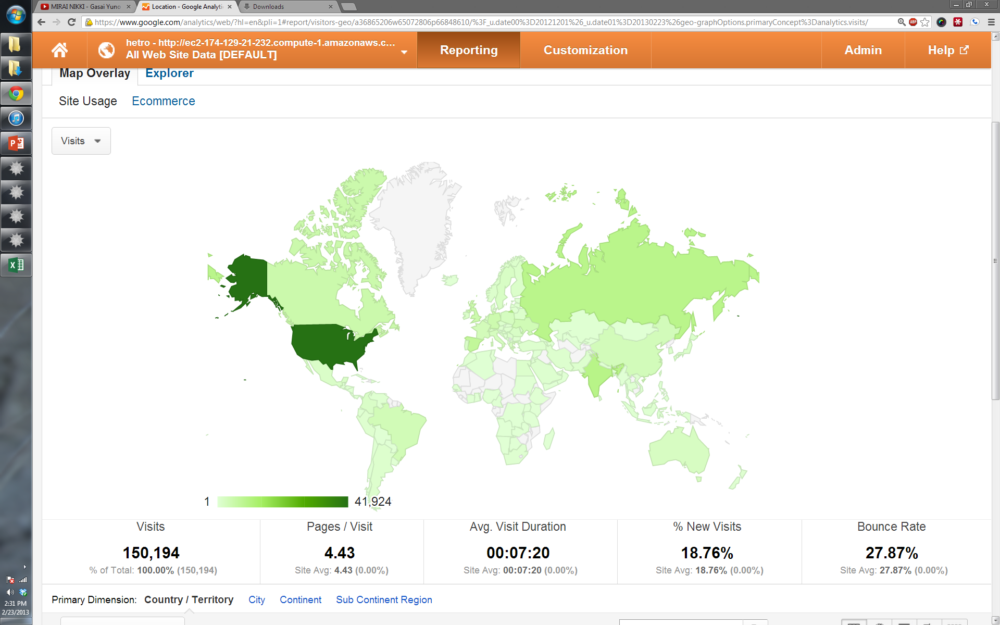 MIRAI NIKKI - Gasai Yuno
Location - Google Analytic
Downloads
https://www.google.com/analytics/web/?hl=en&pli=1#report/visitors-geo/a36865206w65072806p66848610/%3F_u.date00%3D20121201%26_u.date01%3D20130223%26geo-graphOptions.primaryConcept%3Danalytics.visits/
ABP
hetro - http://ec2-174-129-21-232.compute-1.amazonaws.c...
All Web Site Data [DEFAULT]
Reporting
Customization
Admin
Help
Map Overlay
Explorer
Site Usage
Ecommerce
Visits
1
41,924
Visits
150,194
% of Total: 100.00% (150,194)
Pages / Visit
4.43
Site Avg: 4.43 (0.00%)
Avg. Visit Duration
00:07:20
Site Avg: 00:07:20 (0.00%)
% New Visits
18.76%
Site Avg: 18.76% (0.00%)
Bounce Rate
27.87%
Site Avg: 27.87% (0.00%)
Primary Dimension: Country / Territory City Continent Sub Continent Region
2:31 PM
2/23/2013